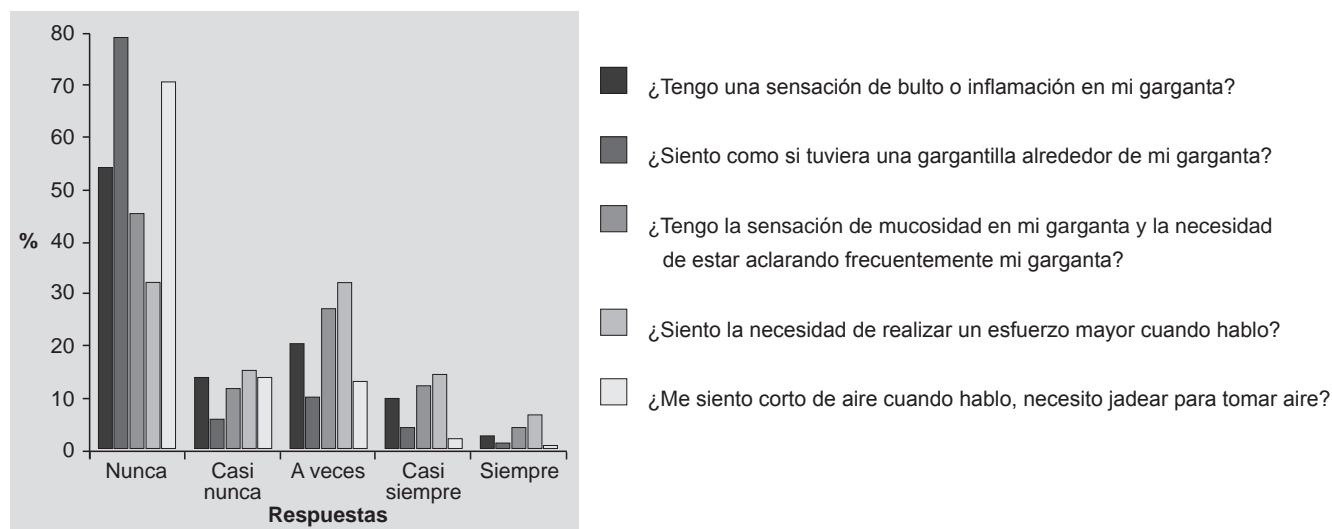 80
70
60
50
% 40
30
20
10
0
Nunca Casi nunca A veces Casi siempre Siempre
Respuestas
¿Tengo una sensación de bulto o inflamación en mi garganta?
¿Siento como si tuviera una gargantilla alrededor de mi garganta?
¿Tengo la sensación de mucosidad en mi garganta y la necesidad
de estar aclarando frecuentemente mi garganta?
¿Siento la necesidad de realizar un esfuerzo mayor cuando hablo?
¿Me siento corto de aire cuando hablo, necesito jadear para tomar aire?